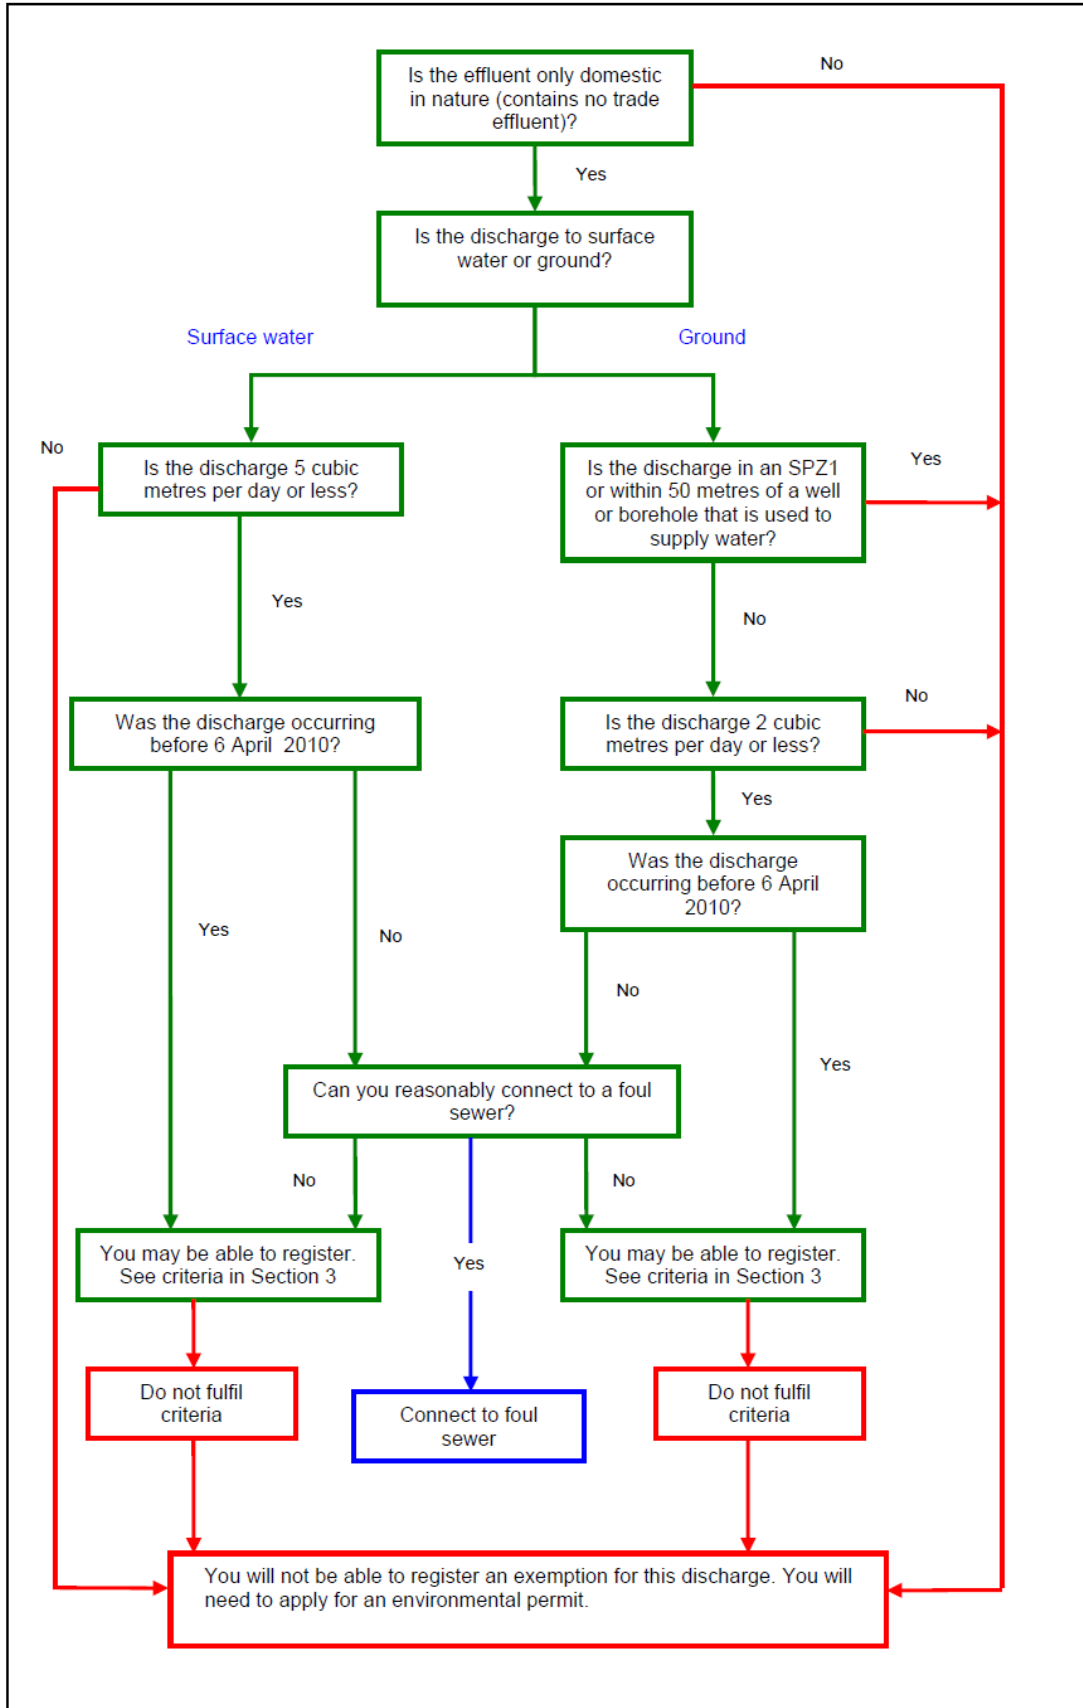 Is the effluent only domestic
in nature (contains no trade
effluent)?
No
Yes
Is the discharge to surface
water or ground?
Surface water
Ground
No
Is the discharge 5 cubic
metres per day or less?
Is the discharge in an SPZ1
or within 50 metres of a well
or borehole that is used to
supply water?
Yes
Yes
No
Was the discharge occurring
before 6 April 2010?
Is the discharge 2 cubic
metres per day or less?
No
Yes
Was the discharge
occurring before 6 April
2010?
Yes
No
No
Yes
Can you reasonably connect to a foul
sewer?
No
No
Yes
You may be able to register.
See criteria in Section 3
You may be able to register.
See criteria in Section 3
Do not fulfil
criteria
Connect to foul
sewer
Do not fulfil
criteria
You will not be able to register an exemption for this discharge. You will
need to apply for an environmental permit.